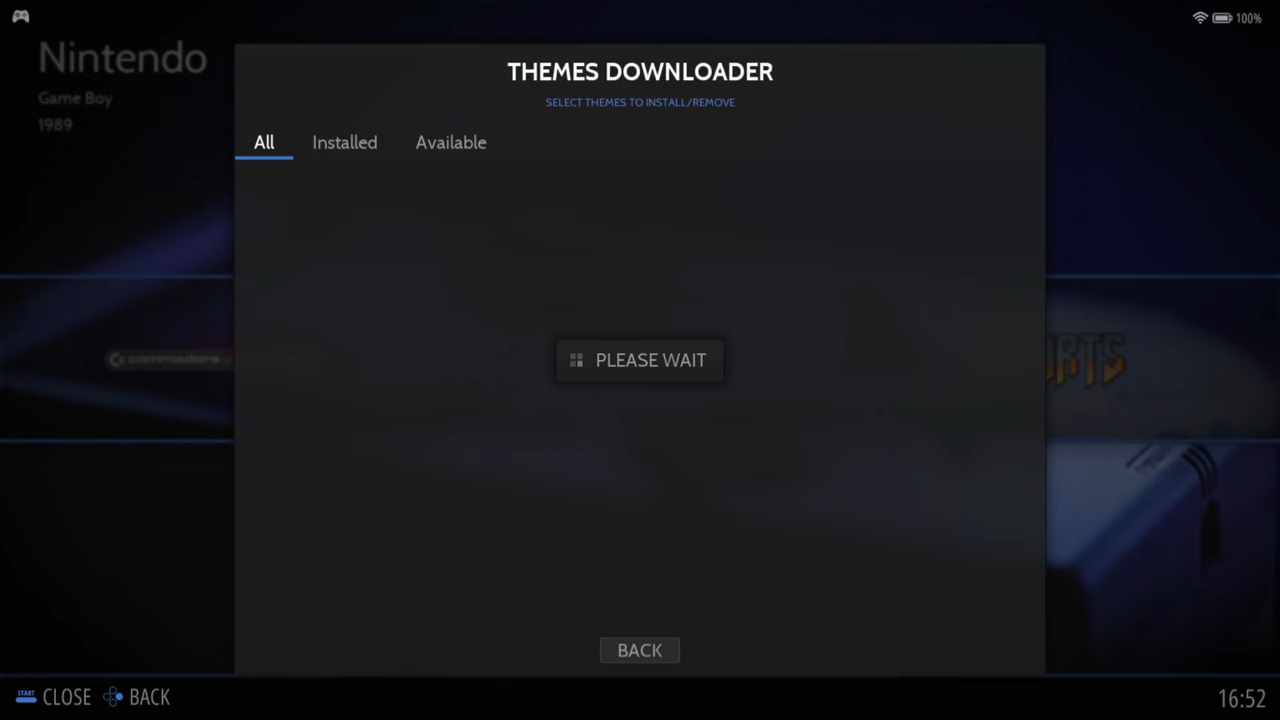 100%
Nintendo
Game Boy
1989
THEMES DOWNLOADER
SELECT THEMES TO INSTALL/REMOVE
All Installed Available
commodore
PLEASE WAIT
BACK
START CLOSE BACK
16:52